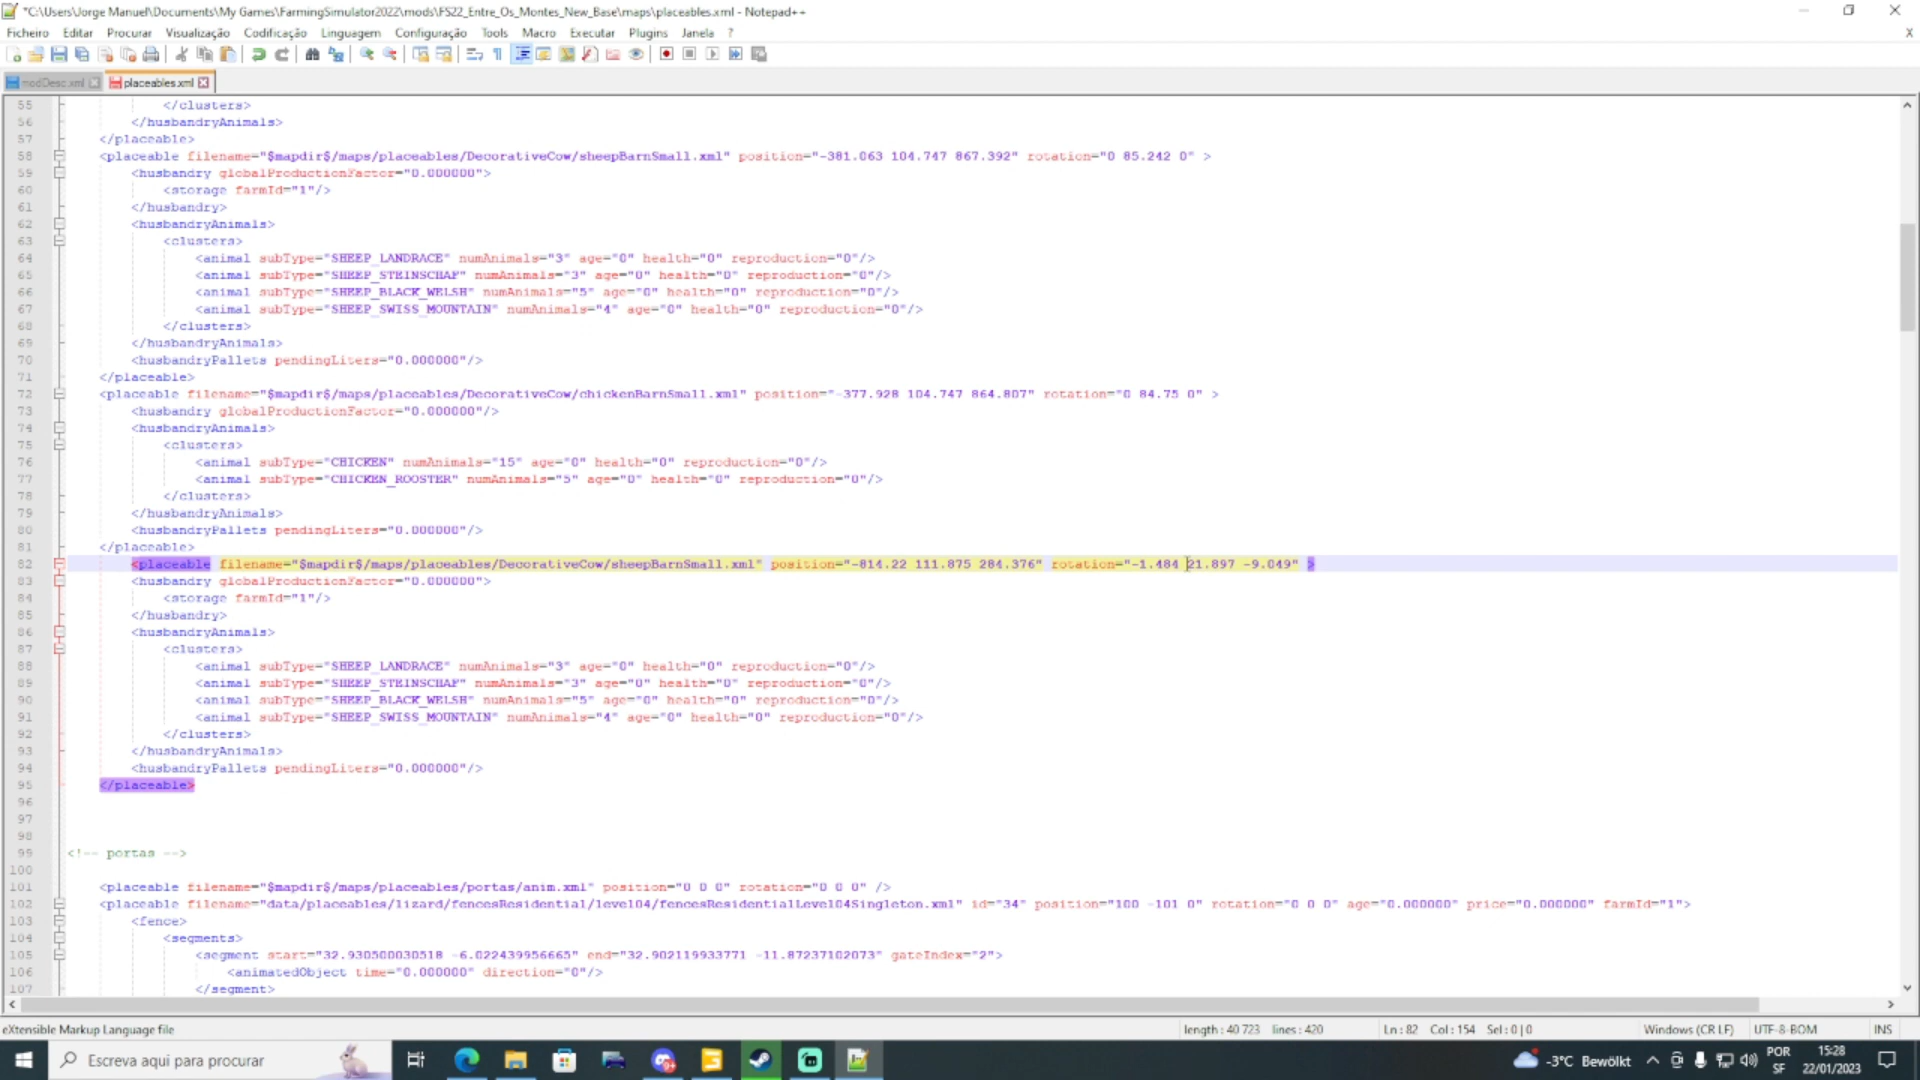 *C:\Users\Jorge Manuel\Documents\My Games\FarmingSimulator2022\mods\FS22_Entre_Os_Montes_New_Base\maps\placeables.xml - Notepad++
Ficheiro Editar Procurar Visualização Codificação Linguagem Configuração Tools Macro Executar Plugins Janela ? X
modDesc.xml placeables.xml
55 </clusters>
56 </husbandryAnimals>
57 </placeable>
58 <placeable filename="$mapdir$/maps/placeables/DecorativeCow/sheepBarnSmall.xml" position="-381.063 104.747 867.392" rotation="0 85.242 0" >
59 <husbandry globalProductionFactor="0.000000">
60 <storage farmId="1"/>
61 </husbandry>
62 <husbandryAnimals>
63 <clusters>
64 <animal subType="SHEEP_LANDRACE" numAnimals="3" age="0" health="0" reproduction="0"/>
65 <animal subType="SHEEP_STEINSCHAF" numAnimals="3" age="0" health="0" reproduction="0"/>
66 <animal subType="SHEEP_BLACK_WELSH" numAnimals="5" age="0" health="0" reproduction="0"/>
67 <animal subType="SHEEP_SWISS_MOUNTAIN" numAnimals="4" age="0" health="0" reproduction="0"/>
68 </clusters>
69 </husbandryAnimals>
70 <husbandryPallets pendingLiters="0.000000"/>
71 </placeable>
72 <placeable filename="$mapdir$/maps/placeables/DecorativeCow/chickenBarnSmall.xml" position="-377.928 104.747 864.807" rotation="0 84.75 0" >
73 <husbandry globalProductionFactor="0.000000"/>
74 <husbandryAnimals>
75 <clusters>
76 <animal subType="CHICKEN" numAnimals="15" age="0" health="0" reproduction="0"/>
77 <animal subType="CHICKEN_ROOSTER" numAnimals="5" age="0" health="0" reproduction="0"/>
78 </clusters>
79 </husbandryAnimals>
80 <husbandryPallets pendingLiters="0.000000"/>
81 </placeable>
82 <placeable filename="$mapdir$/maps/placeables/DecorativeCow/sheepBarnSmall.xml" position="-814.22 111.875 284.376" rotation="-1.484 21.897 -9.049" >
83 <husbandry globalProductionFactor="0.000000">
84 <storage farmId="1"/>
85 </husbandry>
86 <husbandryAnimals>
87 <clusters>
88 <animal subType="SHEEP_LANDRACE" numAnimals="3" age="0" health="0" reproduction="0"/>
89 <animal subType="SHEEP_STEINSCHAF" numAnimals="3" age="0" health="0" reproduction="0"/>
90 <animal subType="SHEEP_BLACK_WELSH" numAnimals="5" age="0" health="0" reproduction="0"/>
91 <animal subType="SHEEP_SWISS_MOUNTAIN" numAnimals="4" age="0" health="0" reproduction="0"/>
92 </clusters>
93 </husbandryAnimals>
94 <husbandryPallets pendingLiters="0.000000"/>
95 </placeable>
96
97
98
99 <!-- portas -->
100
101 <placeable filename="$mapdir$/maps/placeables/portas/anim.xml" position="0 0 0" rotation="0 0 0" />
102 <placeable filename="data/placeables/lizard/fencesResidential/level04/fencesResidentialLevel04Singleton.xml" id="34" position="100 -101 0" rotation="0 0 0" age="0.000000" price="0.000000" farmId="1">
103 <fence>
104 <segments>
105 <segment start="32.930500030518 -6.022439956665" end="32.902119933771 -11.87237102073" gateIndex="2">
106 <animatedObject time="0.000000" direction="0"/>
107 </segment>
eXtensible Markup Language file length : 40 723 lines : 420 Ln : 82 Col : 154 Sel : 0 | 0 Windows (CR LF) UTF-8-BOM INS
Escreva aqui para procurar -3°C Bewölkt POR 15:28
SF 22/01/2023